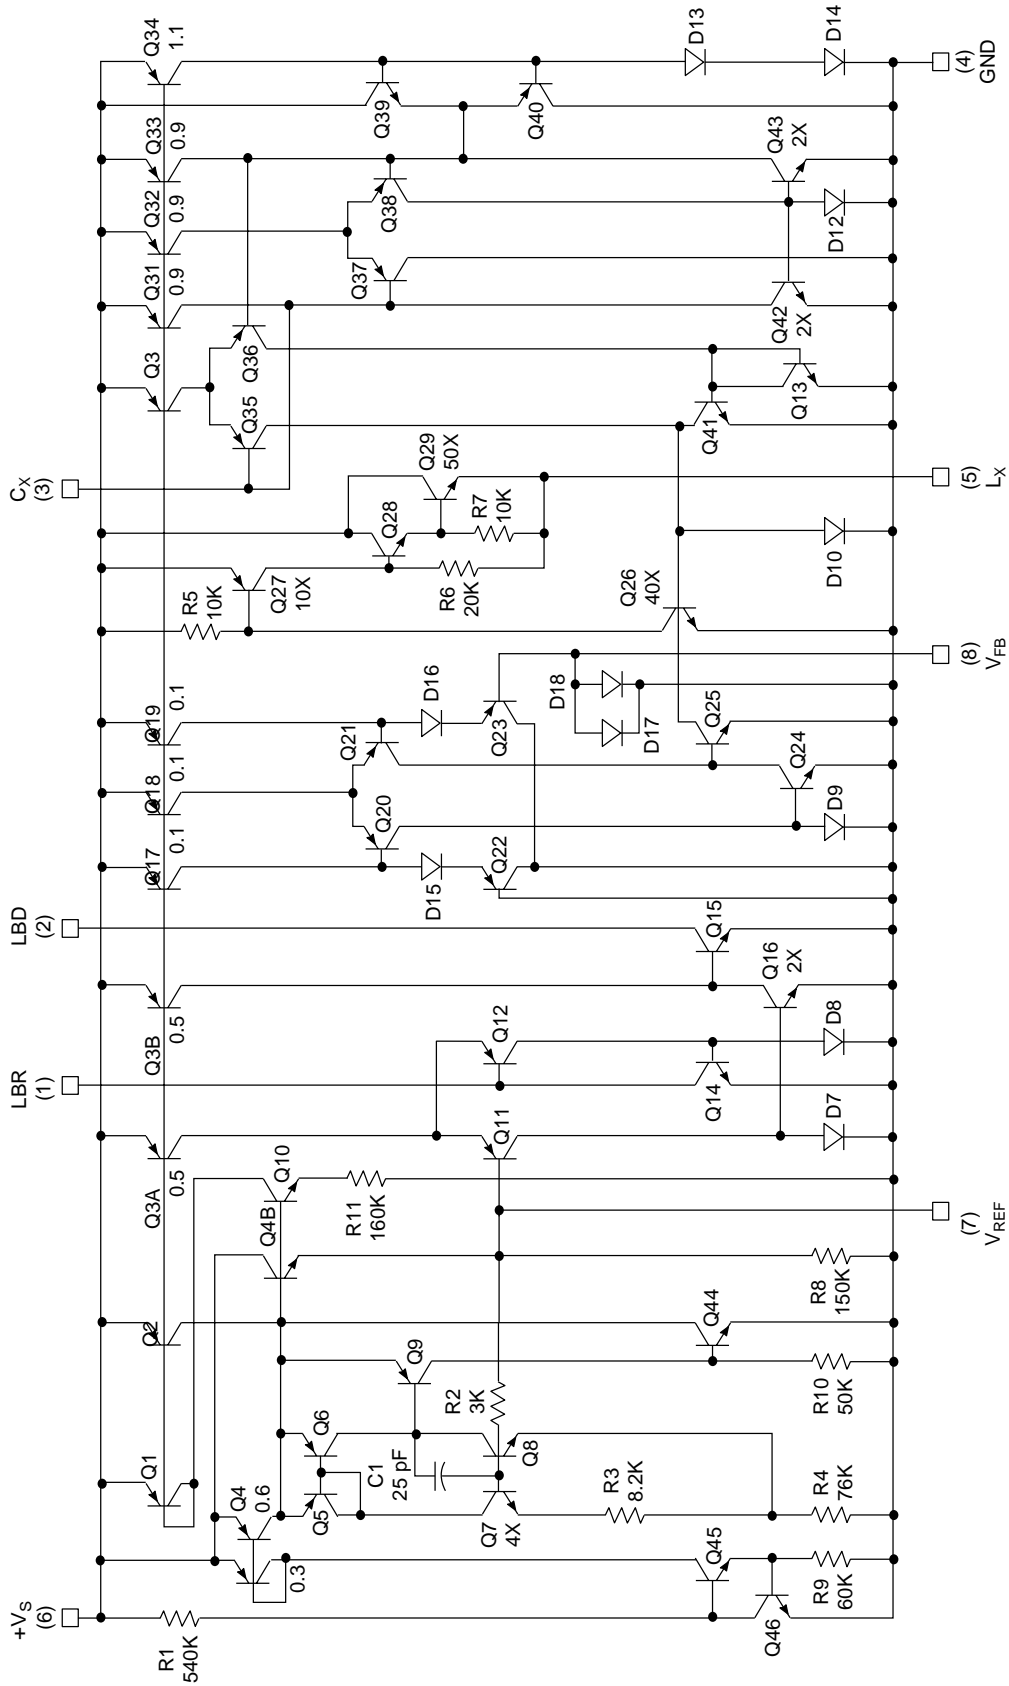 +VS
(6)
LBR
(1)
LBD
(2)
CX
(3)
R1
540K
Q1
Q2
Q3A
0.5
Q3B
0.5
Q17
0.1
Q18
0.1
Q19
0.1
Q3
Q31
0.9
Q32
0.9
Q33
0.9
Q34
1.1
R5
10K
0.3
Q4
0.6
Q4B
Q10
Q27
10X
Q35
Q36
Q5
Q6
R11
160K
Q20
Q21
Q28
Q29
50X
Q37
Q38
Q39
C1
25 pF
Q9
D15
D16
R6
20K
R7
10K
R2
3K
Q7
4X
Q8
Q11
Q12
Q22
Q23
Q40
R3
8.2K
D18
D17
Q26
40X
D13
Q45
Q44
Q14
Q15
Q25
Q41
Q46
R9
60K
R4
76K
R10
50K
R8
150K
D7
D8
Q16
2X
D9
Q24
D10
Q13
Q42
2X
D12
Q43
2X
D14
(7)
VREF
(8)
VFB
(5)
LX
(4)
GND